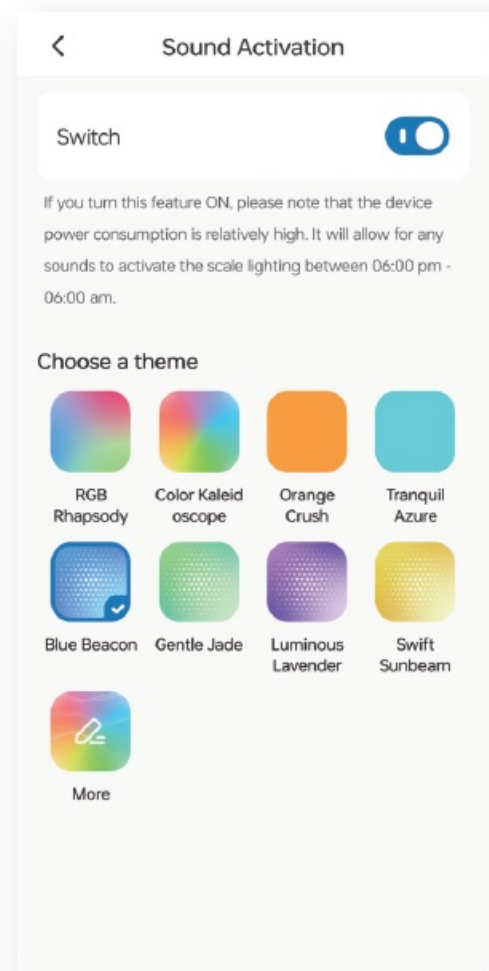 Sound Activation
Switch
If you turn this feature ON, please note that the device
power consumption is relatively high. It will allow for any
sounds to activate the scale lighting between 06:00 pm -
06:00 am.
Choose a theme
RGB
Rhapsody
Color Kaleid
oscope
Orange
Crush
Tranquil
Azure
Blue Beacon
Gentle Jade
Luminous
Lavender
Swift
Sunbeam
More